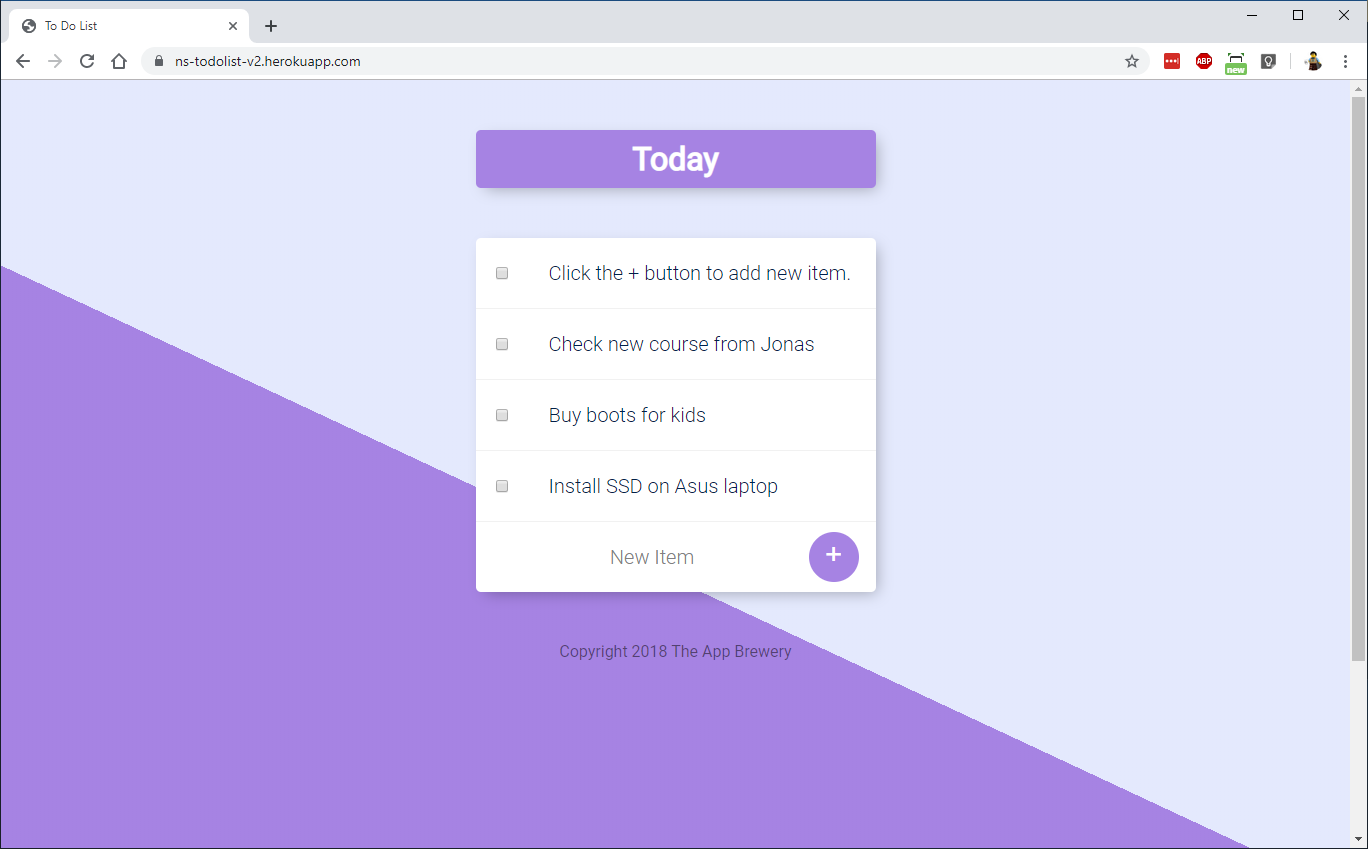 To Do List
ns-todolist-v2.herokuapp.com
ABP
new
Today
Click the + button to add new item.
Check new course from Jonas
Buy boots for kids
Install SSD on Asus laptop
New Item
+
Copyright 2018 The App Brewery